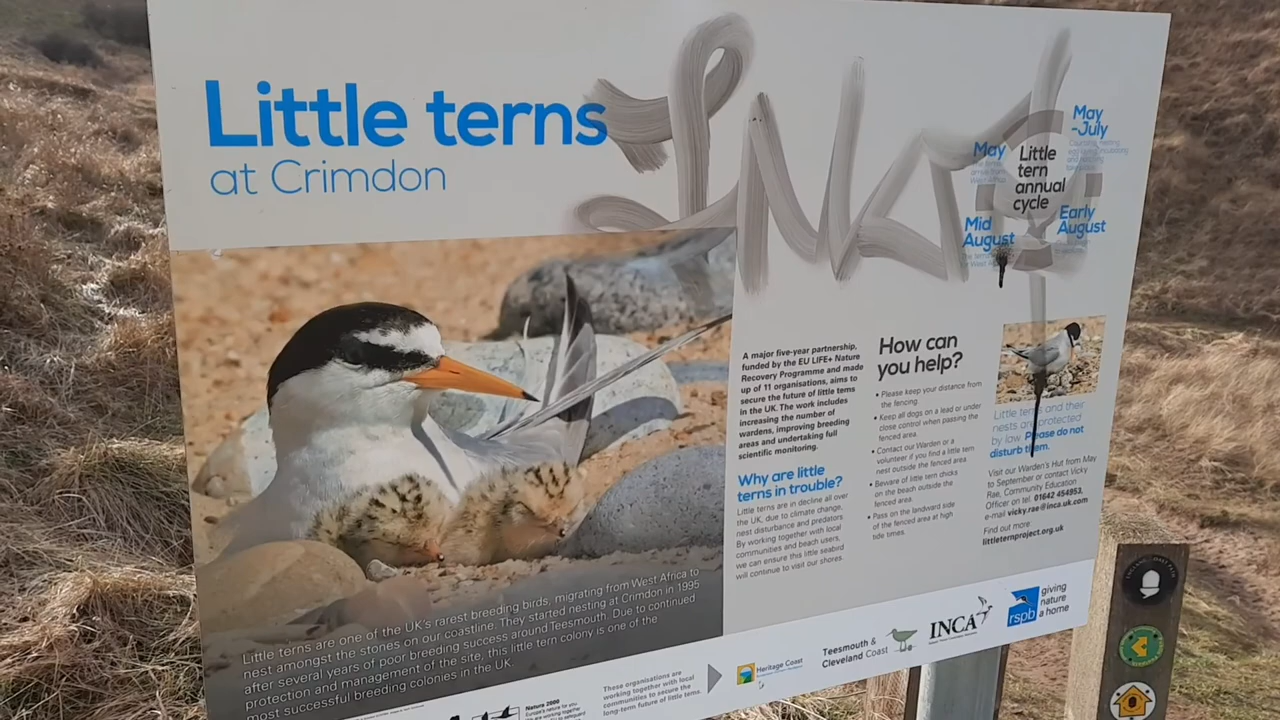 Little terns
at Crimdon
May
May
-July
Little
tern
annual
cycle
Mid
August
Early
August
A major five-year partnership,
funded by the EU LIFE+ Nature
Recovery Programme and made
up of 11 organisations, aims to
secure the future of little terns
in the UK. The work includes
increasing the number of
wardens, improving breeding
areas and undertaking full
scientific monitoring.
Why are little
terns in trouble?
Little terns are in decline all over
the UK, due to climate change,
nest disturbance and predators
By working together with local
communities and beach users,
we can ensure this little seabird
will continue to visit our shores.
How can
you help?
• Please keep your distance from
the fencing.
• Keep all dogs on a lead or under
close control when passing the
fenced area.
• Contact our Warden or a
volunteer if you find a little tern
nest outside the fenced area.
• Beware of little tern chicks
on the beach outside the
fenced area.
• Pass on the landward side
of the fenced area at high
tide times.
Little terns and their
nests are protected
by law. Please do not
disturb them.
Visit our Warden's Hut from May
to September or contact Vicky
Rae, Community Education
Officer on tel. 01642 454953,
e-mail vicky.rae@inca.uk.com
Find out more:
littleternproject.org.uk
Little terns are one of the UK's rarest breeding birds, migrating from West Africa to
nest amongst the stones on our coastline. They started nesting at Crimdon in 1995
after several years of poor breeding success around Teesmouth. Due to continued
protection and management of the site, this little tern colony is one of the
most successful breeding colonies in the UK.
Natura 2000
These organisations are
working together with local
communities to secure the
long-term future of little terns.
Heritage Coast
Teesmouth &
Cleveland Coast
INCA
rspb
giving
nature
a home